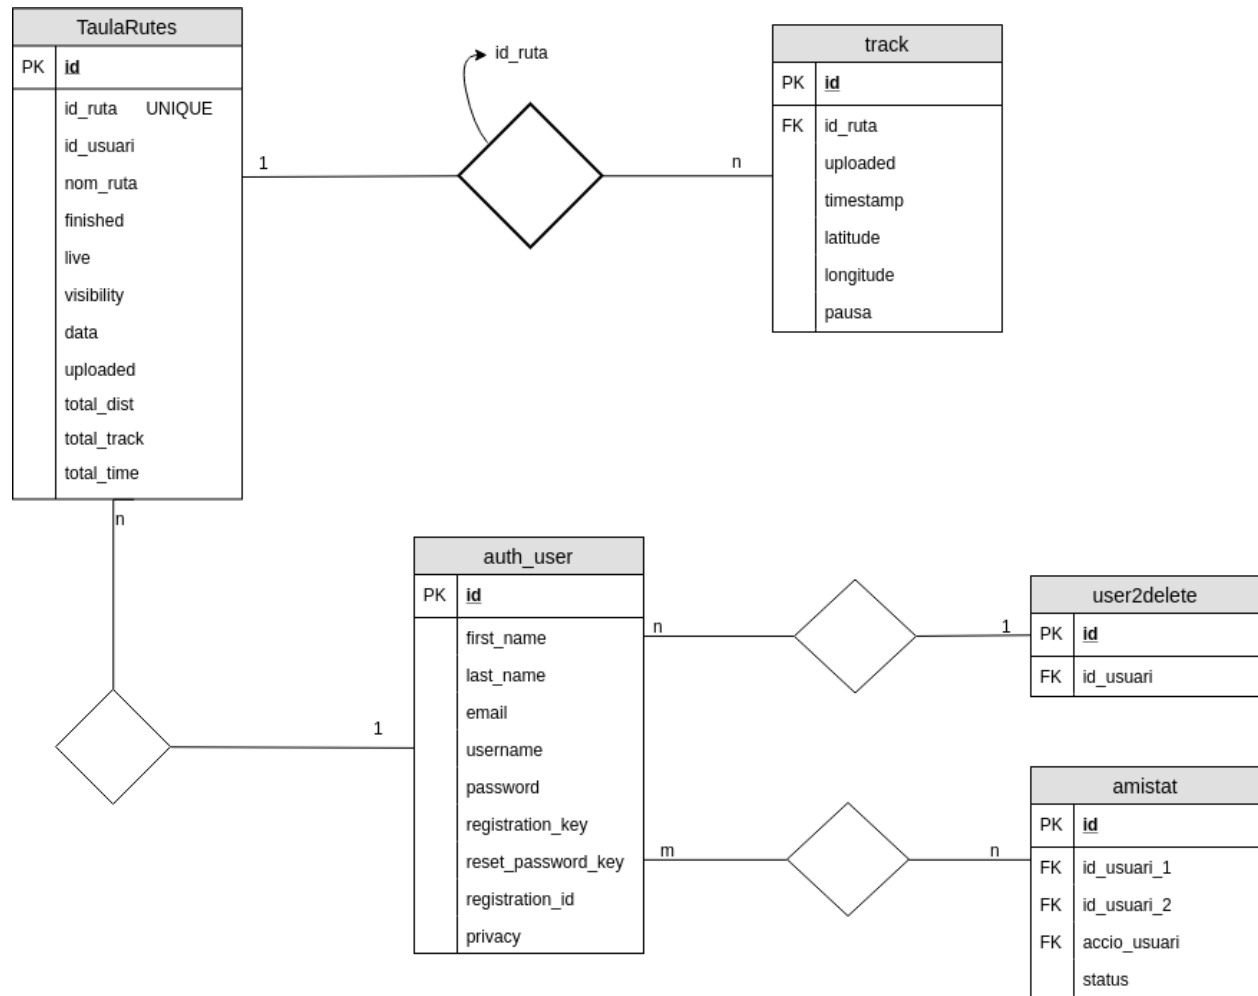 TaulaRutes
PK id
id_ruta UNIQUE
id_usuari
nom_ruta
finished
live
visibility
data
uploaded
total_dist
total_track
total_time
1
id_ruta
n
track
PK id
FK id_ruta
uploaded
timestamp
latitude
longitude
pausa
n
1
auth_user
PK id
first_name
last_name
email
username
password
registration_key
reset_password_key
registration_id
privacy
n
1
user2delete
PK id
FK id_usuari
m
n
amistat
PK id
FK id_usuari_1
FK id_usuari_2
FK accio_usuari
status